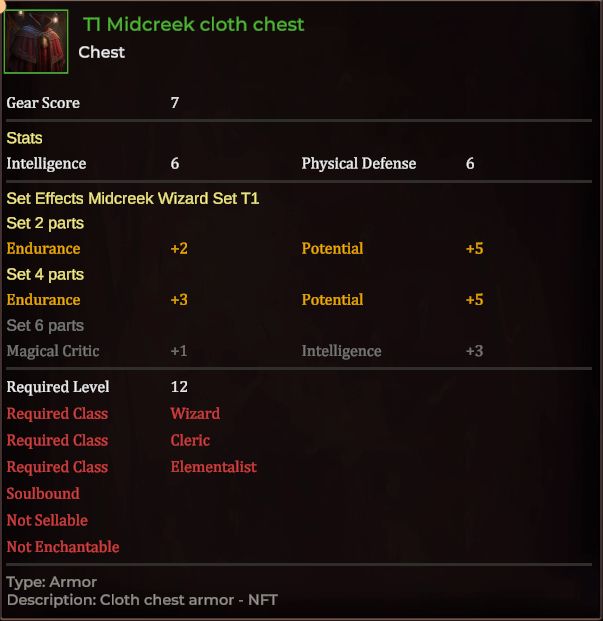 T1 Midcreek cloth chest
Chest
Gear Score 7
Stats
Intelligence 6 Physical Defense 6
Set Effects Midcreek Wizard Set T1
Set 2 parts
Endurance +2 Potential +5
Set 4 parts
Endurance +3 Potential +5
Set 6 parts
Magical Critic +1 Intelligence +3
Required Level 12
Required Class Wizard
Required Class Cleric
Required Class Elementalist
Soulbound
Not Sellable
Not Enchantable
Type: Armor
Description: Cloth chest armor - NFT